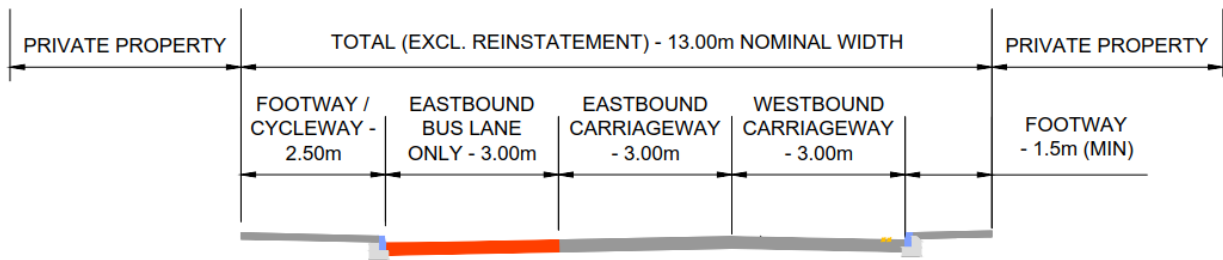 PRIVATE PROPERTY
TOTAL (EXCL. REINSTATEMENT) - 13.00m NOMINAL WIDTH
PRIVATE PROPERTY
FOOTWAY /
CYCLEWAY -
2.50m
EASTBOUND
BUS LANE
ONLY - 3.00m
EASTBOUND
CARRIAGEWAY
- 3.00m
WESTBOUND
CARRIAGEWAY
- 3.00m
FOOTWAY
- 1.5m (MIN)